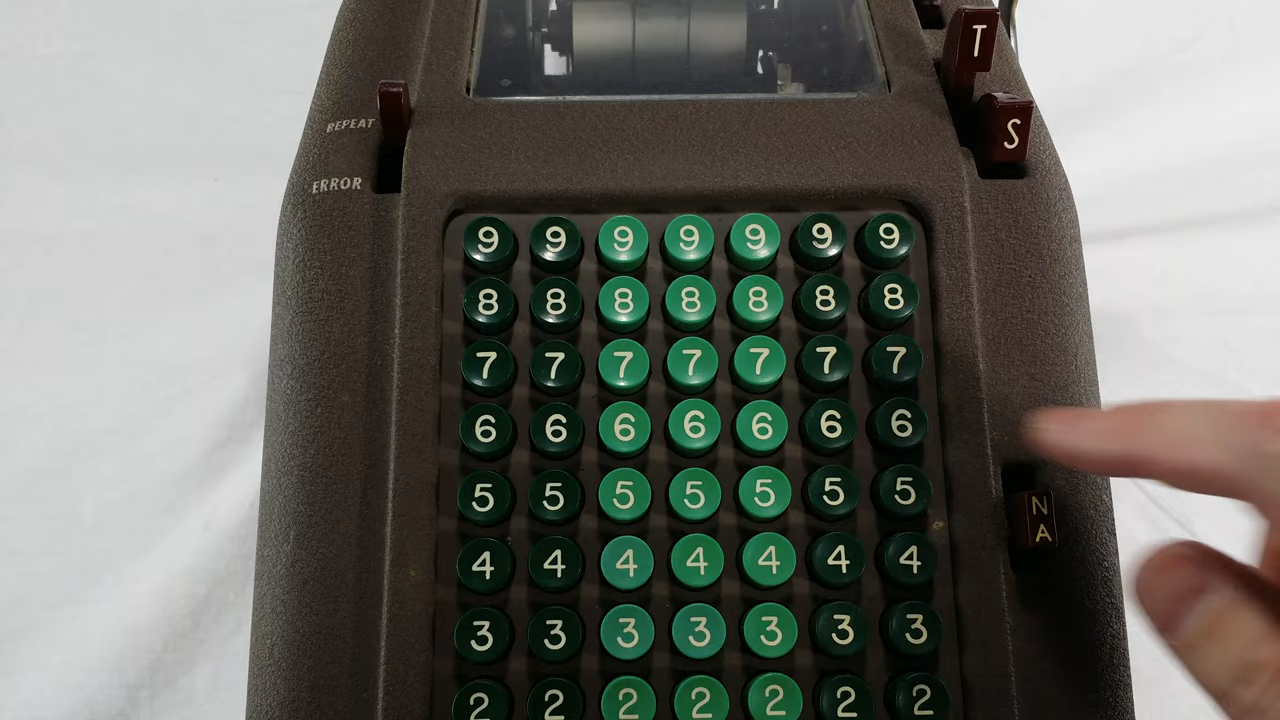 T
S
REPEAT
ERROR
9 9 9 9 9 9 9
8 8 8 8 8 8 8
7 7 7 7 7 7 7
6 6 6 6 6 6 6
5 5 5 5 5 5 5
N
A
4 4 4 4 4 4 4
3 3 3 3 3 3 3
2 2 2 2 2 2 2